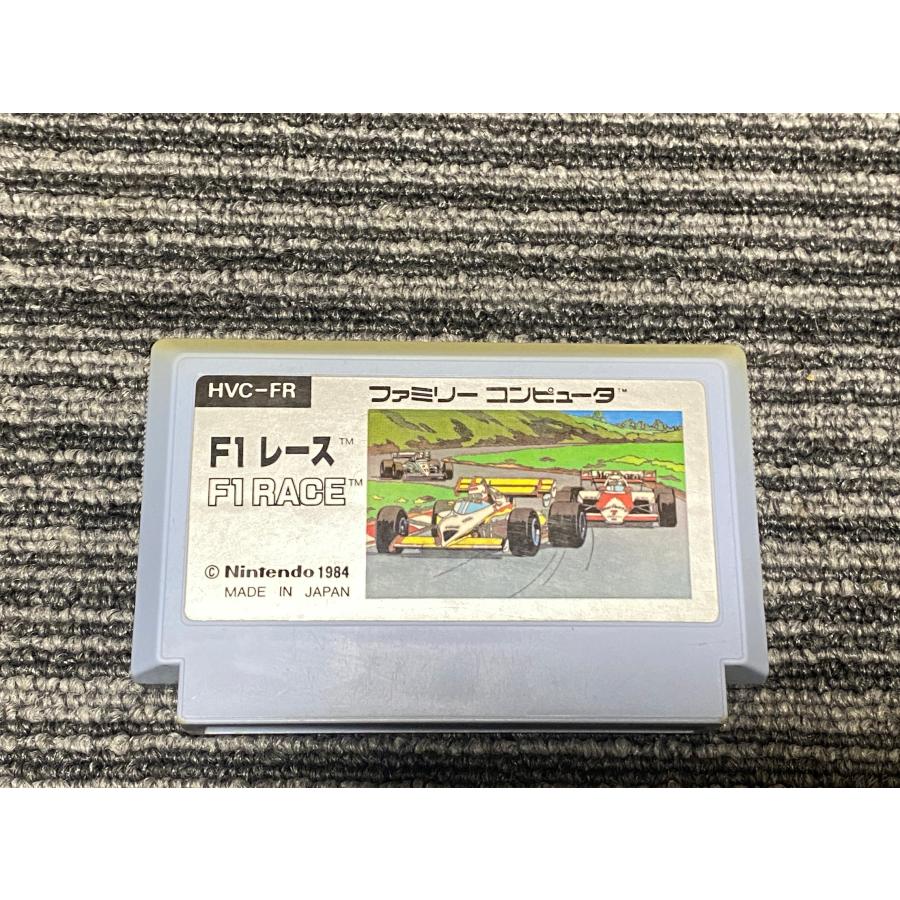 HVC-FR
ファミリー コンピュータ™
F1 レース™
F1 RACE™
© Nintendo 1984
MADE IN JAPAN
7